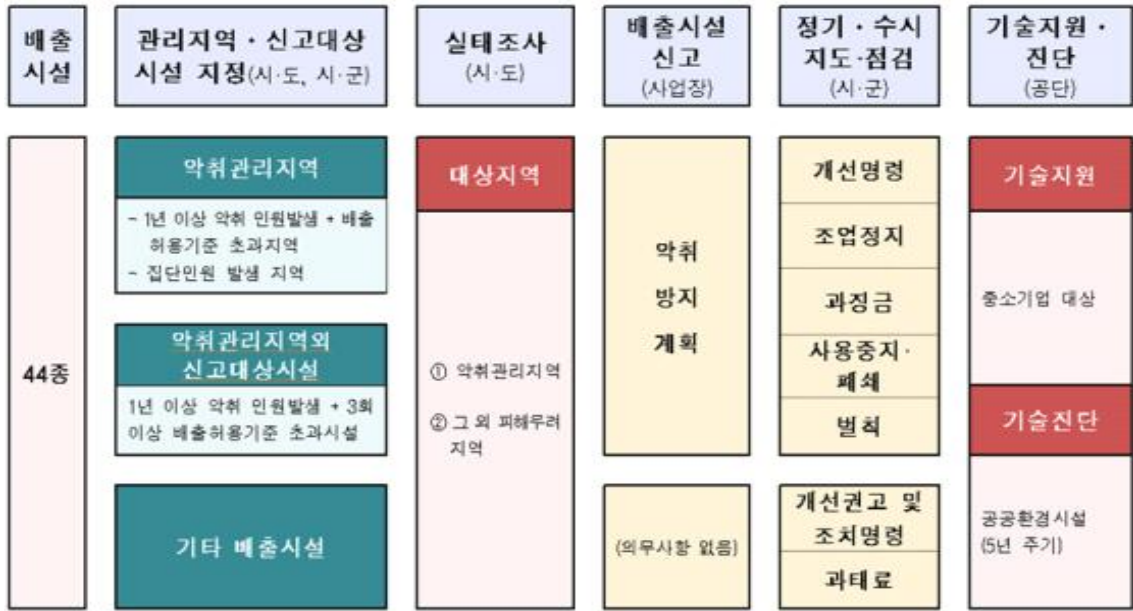 배출
시설
관리지역·신고대상
시설 지정(시·도, 시·군)
실태조사
(시·도)
배출시설
신고
(사업장)
정기·수시
지도·점검
(시·군)
기술지원·
진단
(공단)
44종
악취관리지역
- 1년 이상 악취 민원발생 + 배출
허용기준 초과지역
- 집단민원 발생 지역
악취관리지역외
신고대상시설
1년 이상 악취 민원발생 + 3회
이상 배출허용기준 초과시설
기타 배출시설
대상지역
① 악취관리지역
② 그 외 피해우려
지역
악취
방지
계획
(의무사항 없음)
개선명령
조업정지
과징금
사용중지·
폐쇄
벌칙
개선권고 및
조치명령
과태료
기술지원
중소기업 대상
기술진단
공공환경시설
(5년 주기)